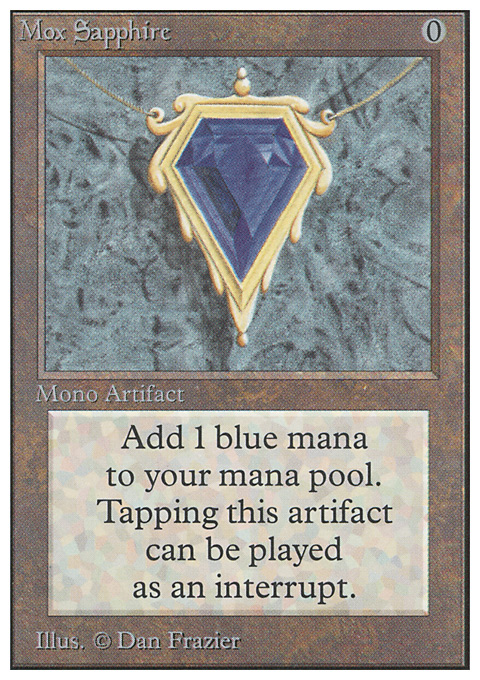 Mox Sapphire 0
Mono Artifact
Add 1 blue mana
to your mana pool.
Tapping this artifact
can be played
as an interrupt.
Illus. © Dan Frazier